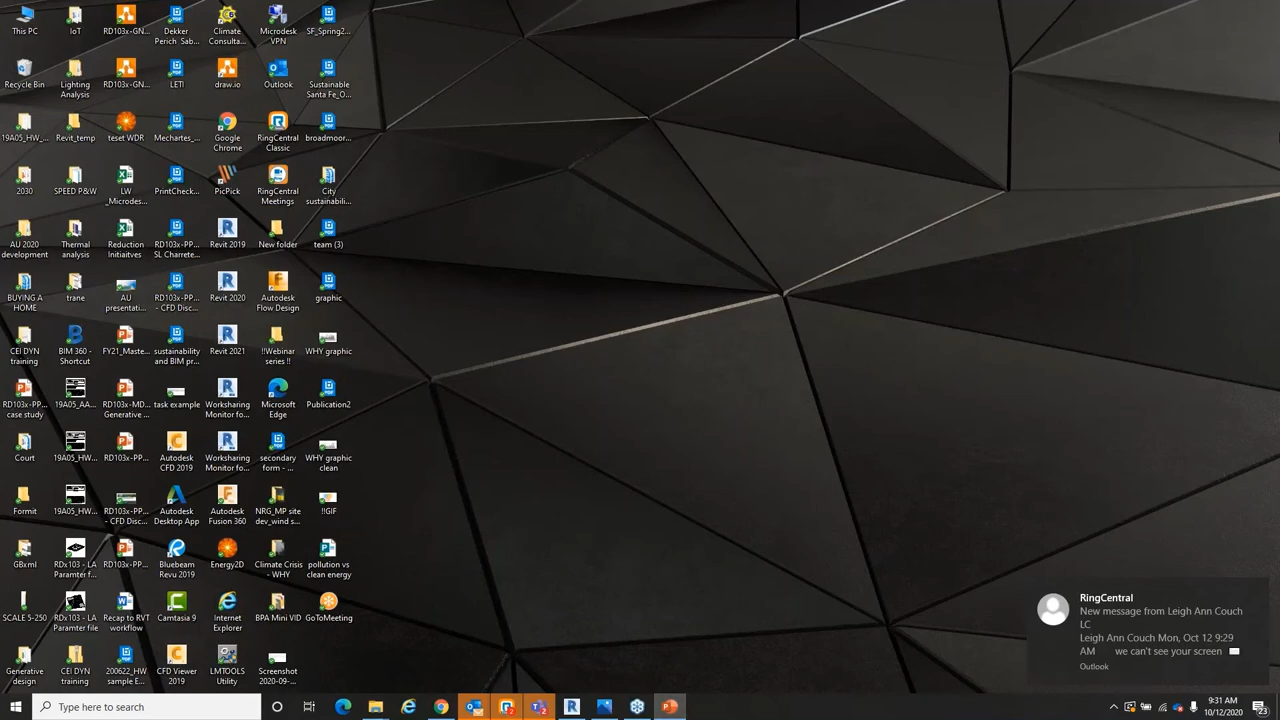 This PC
IoT
RD103x-GN...
Dekker
Perich_Sab...
Climate
Consulta...
Microdesk
VPN
SF_Spring2...
Recycle Bin
Lighting
Analysis
RD103x-GN...
LETI
draw.io
Outlook
Sustainable
Santa Fe_O...
19A05_HW_...
Revit_temp
teset WDR
Mechartes_...
Google
Chrome
RingCentral
Classic
broadmoor...
2030
SPEED P&W
LW
_Microdes...
PrintCheck...
PicPick
RingCentral
Meetings
City
sustainabili...
AU 2020
development
Thermal
analysis
Reduction
Initiaitves
RD103x-PP...
SL Charrete...
Revit 2019
New folder
team (3)
BUYING A
HOME
trane
AU
presentati...
RD103x-PP...
- CFD Disc...
Revit 2020
Autodesk
Flow Design
graphic
CEI DYN
training
BIM 360 -
Shortcut
FY21_Maste...
sustainability
and BIM pr...
Revit 2021
!!Webinar
series !!
WHY graphic
RD103x-PP...
case study
19A05_AA...
RD103x-MD...
Generative ...
task example
Worksharing
Monitor fo...
Microsoft
Edge
Publication2
Court
19A05_HW...
RD103x-PP...
Autodesk
CFD 2019
Worksharing
Monitor fo...
secondary
form - ...
WHY graphic
clean
Formit
19A05_HW...
RD103x-PP...
- CFD Disc...
Autodesk
Desktop App
Autodesk
Fusion 360
NRG_MP site
dev_wind s...
!!GIF
GBxml
RDx103 - LA
Paramter f...
RD103x-PP...
Bluebeam
Revu 2019
Energy2D
Climate Crisis
- WHY
pollution vs
clean energy
SCALE 5-250
RDx103 - LA
Paramter file
Recap to RVT
workflow
Camtasia 9
Internet
Explorer
BPA Mini VID
GoToMeeting
Generative
design
CEI DYN
training
200622_HW
sample E...
CFD Viewer
2019
LMTOOLS
Utility
Screenshot
2020-09-...
RingCentral
New message from Leigh Ann Couch
LC
Leigh Ann Couch Mon, Oct 12 9:29
AM we can't see your screen
Outlook
Type here to search
9:31 AM
10/12/2020
23